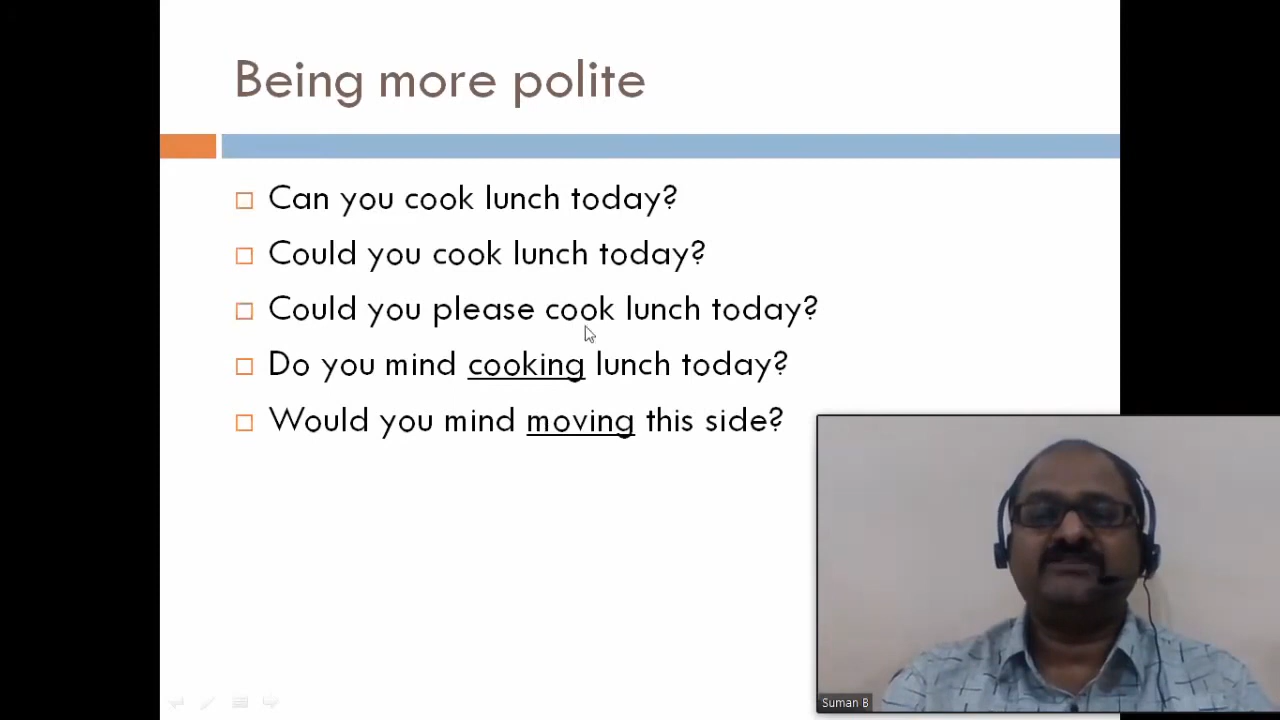 Being more polite
Can you cook lunch today?
Could you cook lunch today?
Could you please cook lunch today?
Do you mind cooking lunch today?
Would you mind moving this side?
Suman B